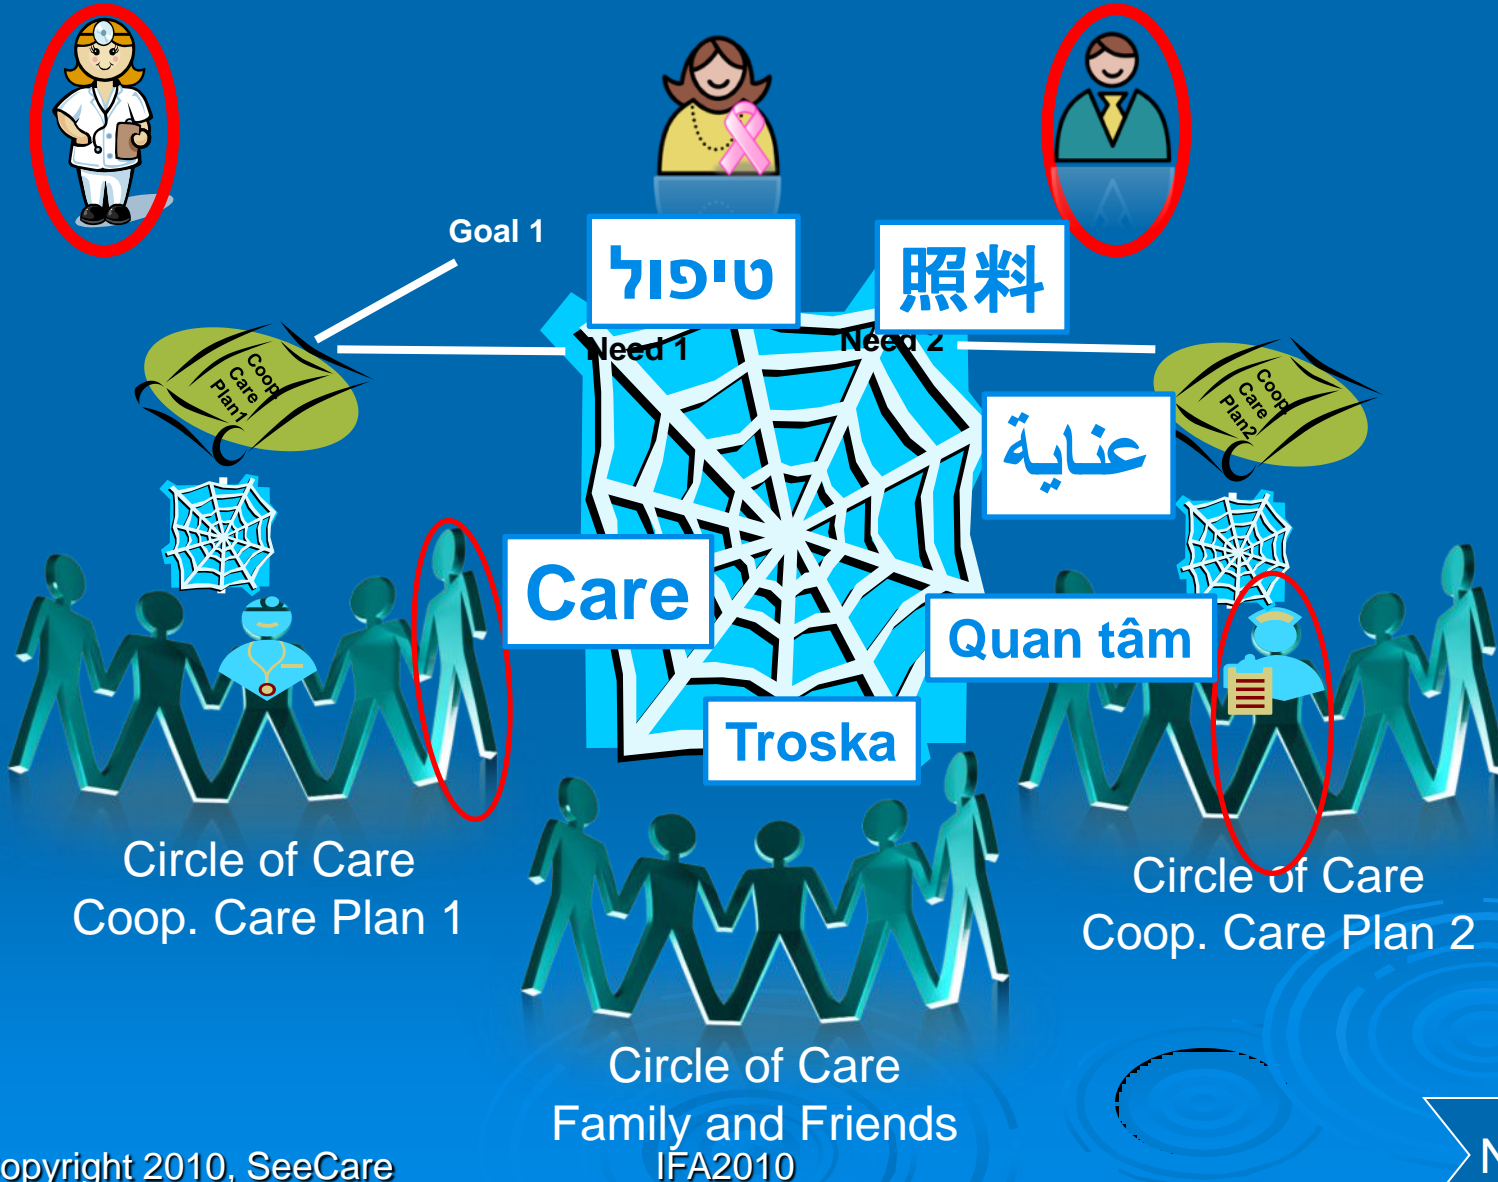 Goal 1
טיפול
照料
Need 1
Need 2
Coop.
Care
Plan1
Coop.
Care
Plan2
عناية
Care
Quan tâm
Troska
Circle of Care
Coop. Care Plan 1
Circle of Care
Coop. Care Plan 2
Circle of Care
Family and Friends
opyright 2010, SeeCare
IFA2010
N